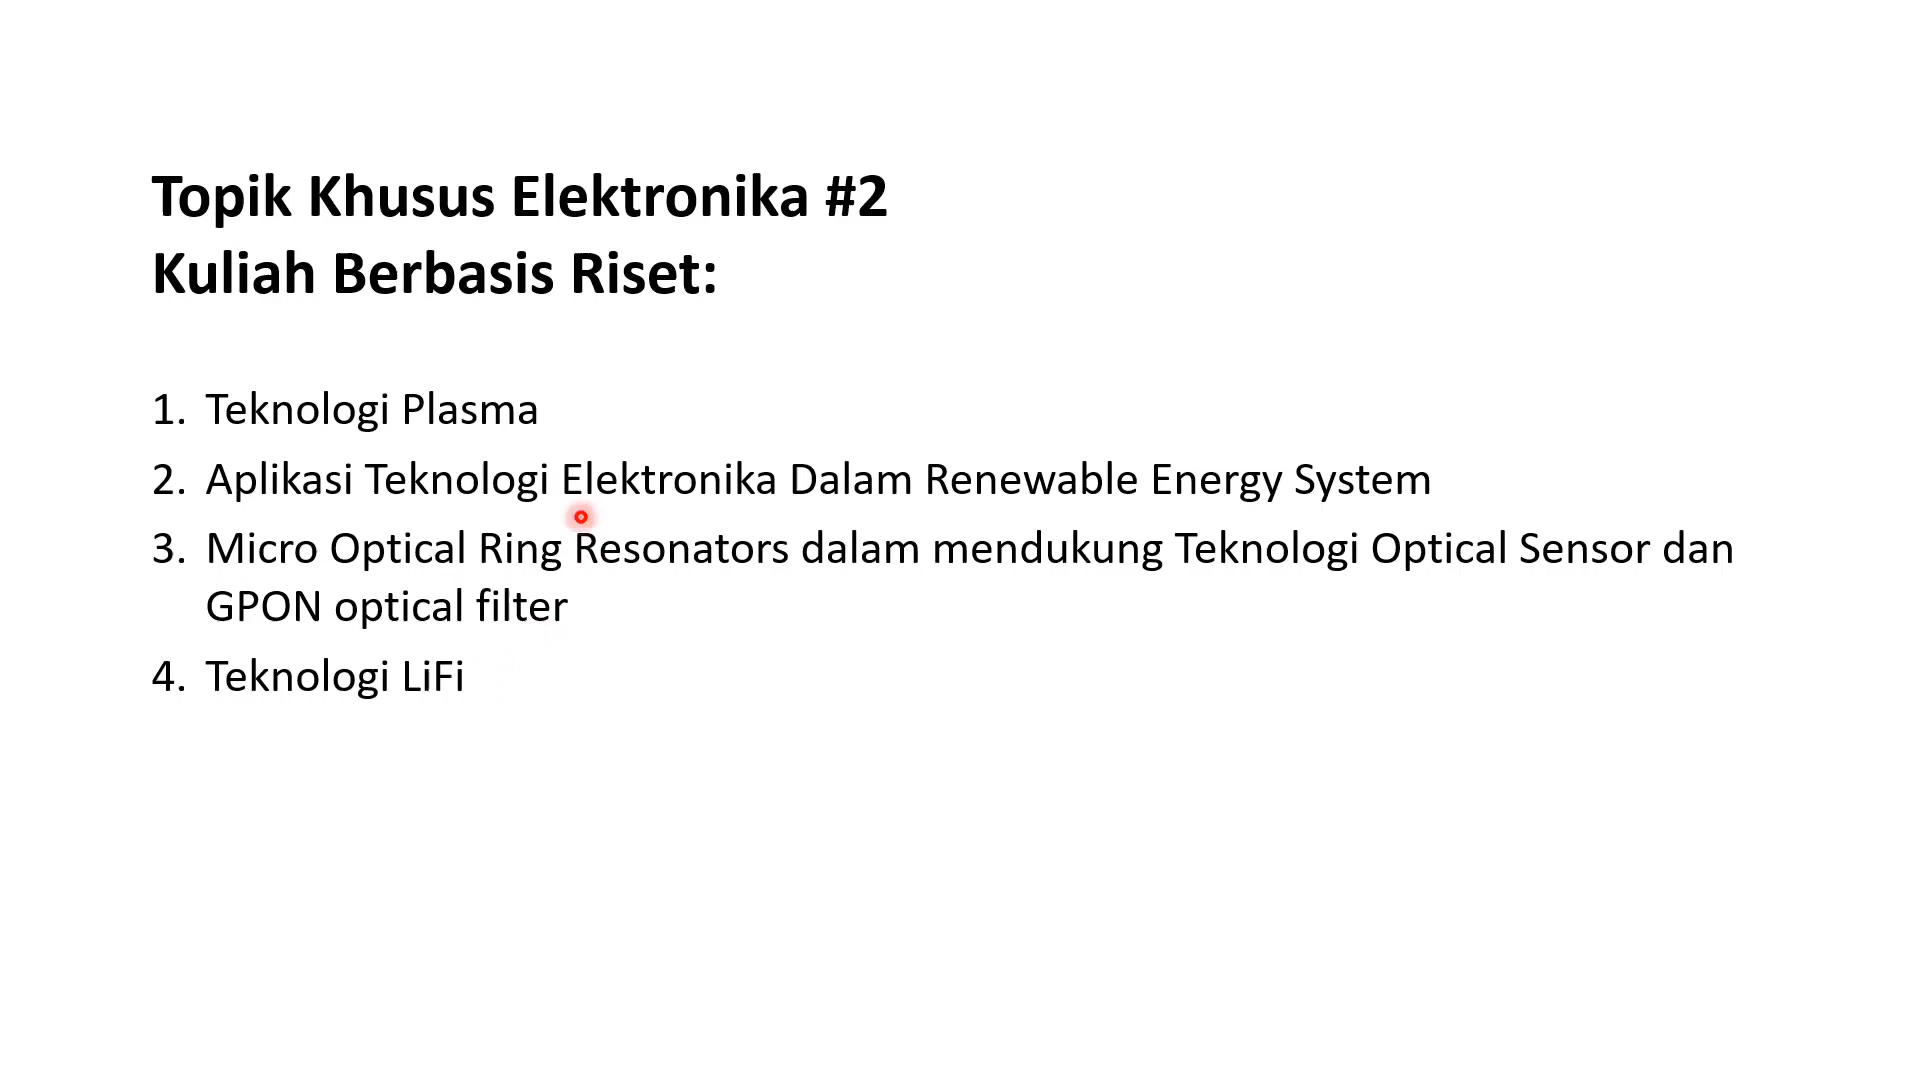 Topik Khusus Elektronika #2
Kuliah Berbasis Riset:
1. Teknologi Plasma
2. Aplikasi Teknologi Elektronika Dalam Renewable Energy System
3. Micro Optical Ring Resonators dalam mendukung Teknologi Optical Sensor dan
GPON optical filter
4. Teknologi LiFi